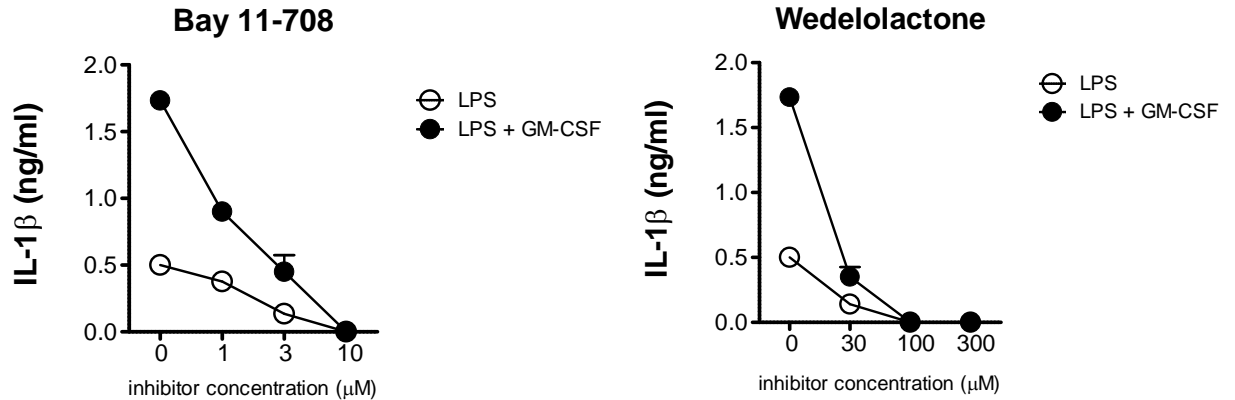 Bay 11-708
IL-1β (ng/ml)
2.0
1.5
1.0
0.5
0.0
0 1 3 10
inhibitor concentration (μM)
LPS
LPS + GM-CSF
Wedelolactone
IL-1β (ng/ml)
2.0
1.5
1.0
0.5
0.0
0 30 100 300
inhibitor concentration (μM)
LPS
LPS + GM-CSF